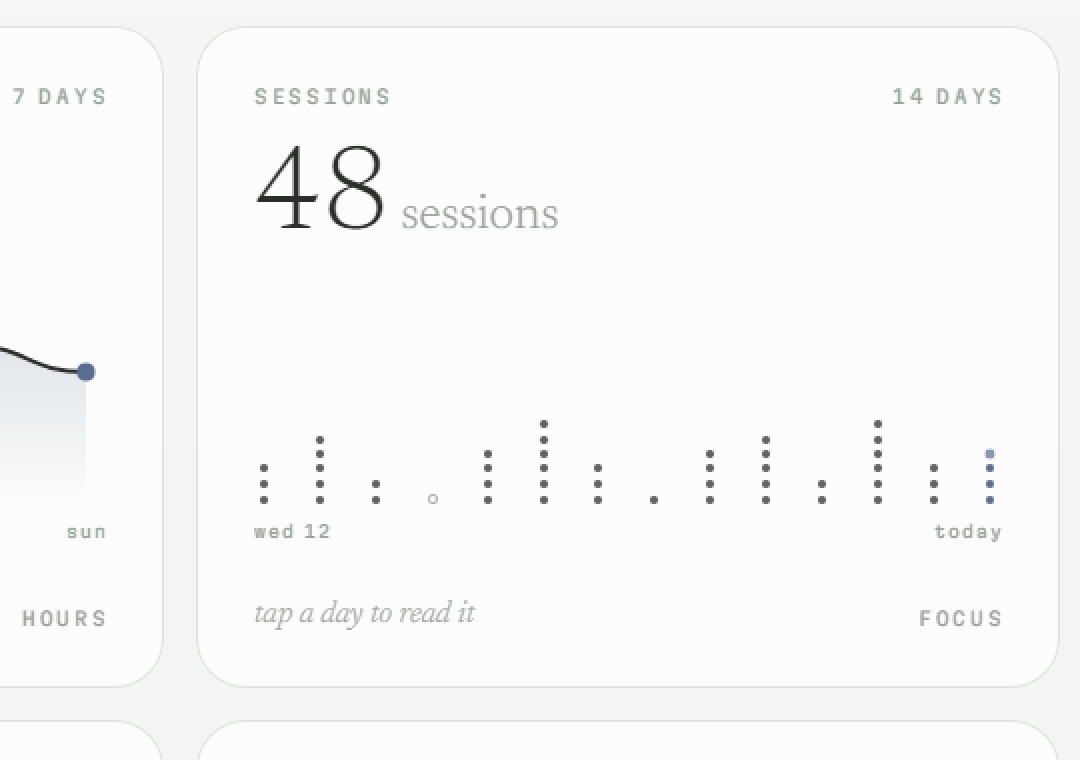 7 DAYS
sun
HOURS
SESSIONS
14 DAYS
48 sessions
wed 12
today
tap a day to read it
FOCUS